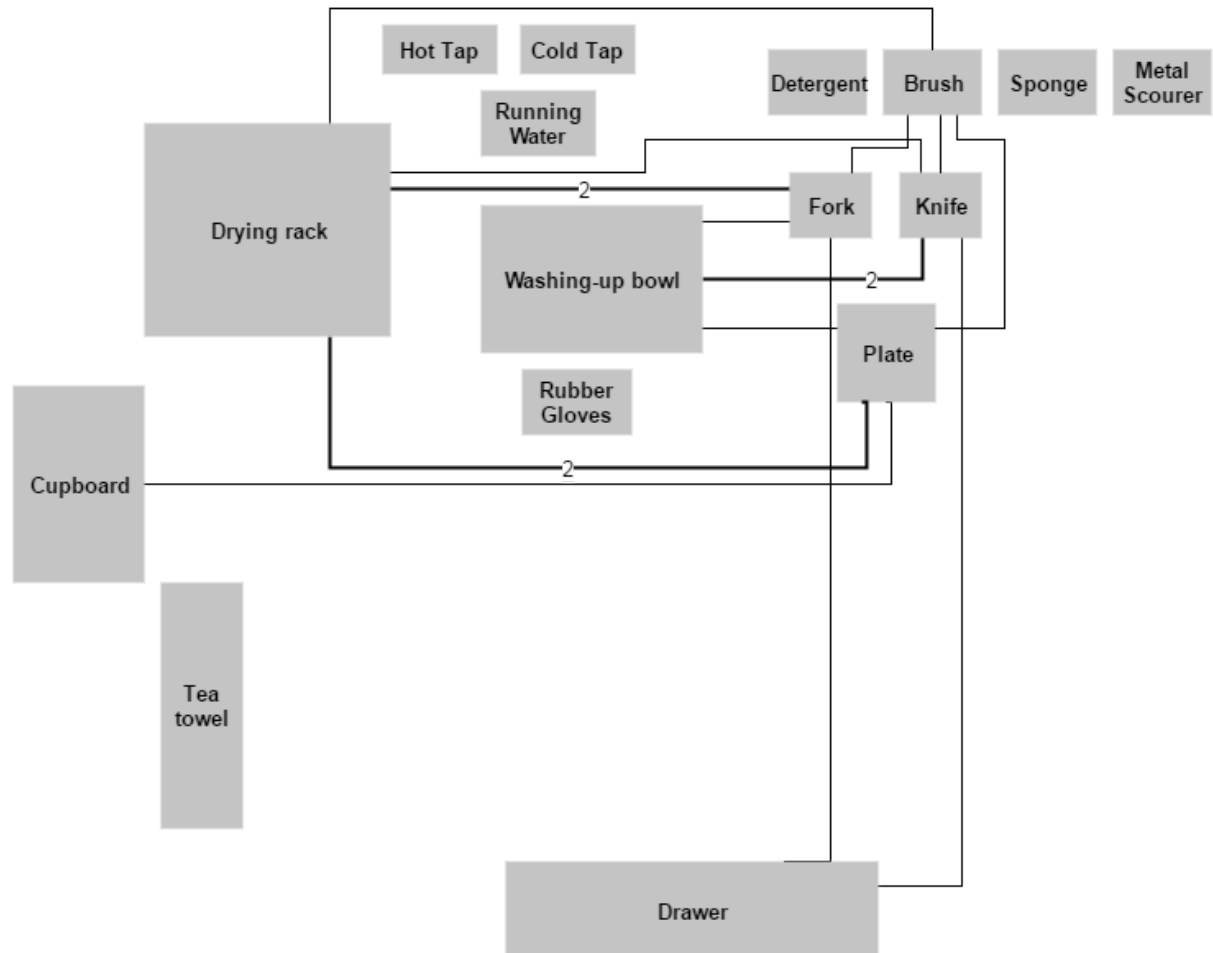 Hot Tap
Cold Tap
Detergent
Brush
Sponge
Metal
Scourer
Running
Water
2
Fork
Knife
Drying rack
Washing-up bowl
2
Plate
Rubber
Gloves
2
Cupboard
Tea
towel
Drawer